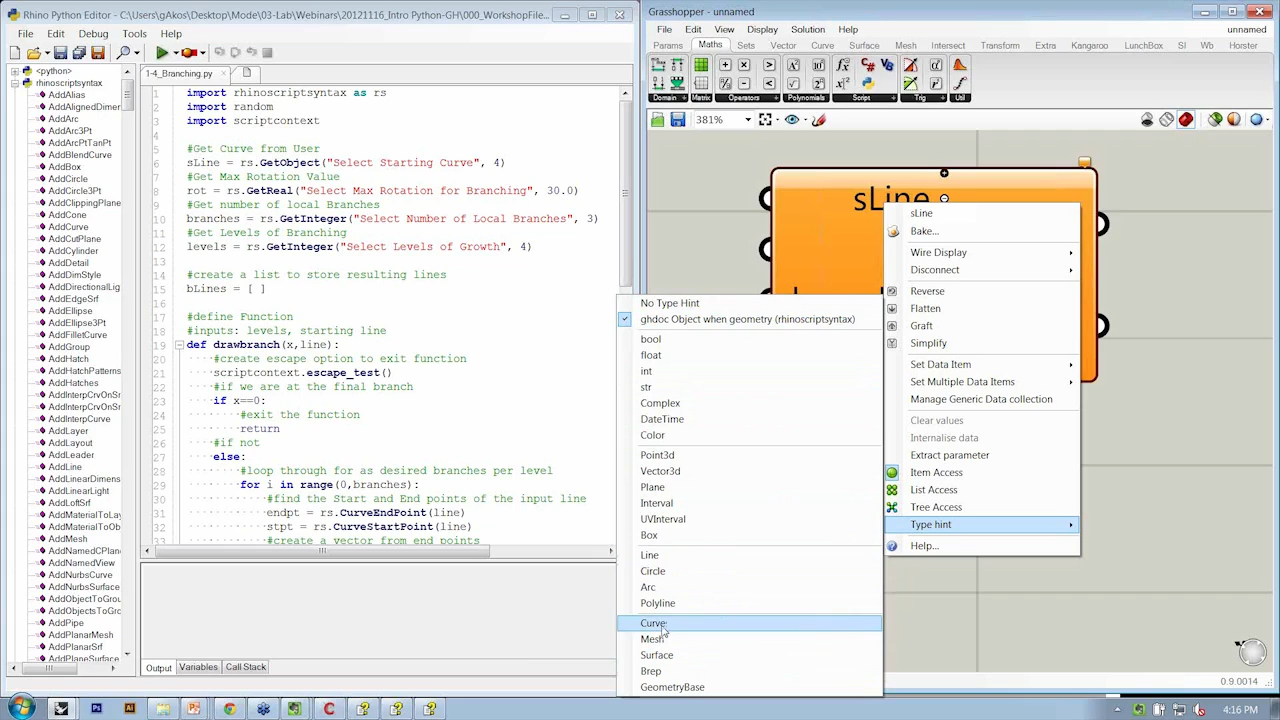 Rhino Python Editor - C:\Users\gAkos\Desktop\Mode\03-Lab\Webinars\20121116_Intro Python-GH\000_WorkshopFile...
File Edit Debug Tools Help
1-4_Branching.py
<python>
rhinoscriptsyntax
AddAlias
AddAlignedDimer
AddArc
AddArc3Pt
AddArcPtTanPt
AddBlendCurve
AddBox
AddCircle
AddCircle3Pt
AddClippingPlane
AddCone
AddCurve
AddCutPlane
AddCylinder
AddDetail
AddDimStyle
AddDirectionalLigh
AddEdgeSrf
AddEllipse
AddEllipse3Pt
AddFilletCurve
AddGroup
AddHatch
AddHatchPatterns
AddHatches
AddInterpCrvOnSr
AddInterpCrvOnSr
AddInterpCurve
AddLayer
AddLayout
AddLeader
AddLine
AddLinearDimens
AddLinearLight
AddLoftSrf
AddMaterialToLay
AddMaterialToOb
AddMesh
AddNamedCPlan
AddNamedView
AddNurbsCurve
AddNurbsSurface
AddObjectToGrou
AddObjectsToGro
AddPipe
AddPlanarMesh
AddPlanarSrf
AddPlaneSurface
1 import rhinoscriptsyntax as rs
2 import random
3 import scriptcontext
4
5 #Get Curve from User
6 sLine = rs.GetObject("Select Starting Curve", 4)
7 #Get Max Rotation Value
8 rot = rs.GetReal("Select Max Rotation for Branching", 30.0)
9 #Get number of local Branches
10 branches = rs.GetInteger("Select Number of Local Branches", 3)
11 #Get Levels of Branching
12 levels = rs.GetInteger("Select Levels of Growth", 4)
13
14 #create a list to store resulting lines
15 bLines = [ ]
16
17 #define Function
18 #inputs: levels, starting line
19 def drawbranch(x,line):
20 #create escape option to exit function
21 scriptcontext.escape_test()
22 #if we are at the final branch
23 if x==0:
24 #exit the function
25 return
26 #if not
27 else:
28 #loop through for as desired branches per level
29 for i in range(0,branches):
30 #find the Start and End points of the input line
31 endpt = rs.CurveEndPoint(line)
32 stpt = rs.CurveStartPoint(line)
33 #create a vector from end points
Output Variables Call Stack
Grasshopper - unnamed
File Edit View Display Solution Help unnamed
Params Maths Sets Vector Curve Surface Mesh Intersect Transform Extra Kangaroo LunchBox SI Wb Horster
Domain Matrix Operators Polynomials Script Trig Util
381%
sLine
sLine
Bake...
Wire Display
Disconnect
Reverse
Flatten
Graft
Simplify
Set Data Item
Set Multiple Data Items
Manage Generic Data collection
Clear values
Internalise data
Extract parameter
Item Access
List Access
Tree Access
Type hint
Help...
No Type Hint
ghdoc Object when geometry (rhinoscriptsyntax)
bool
float
int
str
Complex
DateTime
Color
Point3d
Vector3d
Plane
Interval
UVInterval
Box
Line
Circle
Arc
Polyline
Curve
Mesh
Surface
Brep
GeometryBase
0.9.0014
4:16 PM